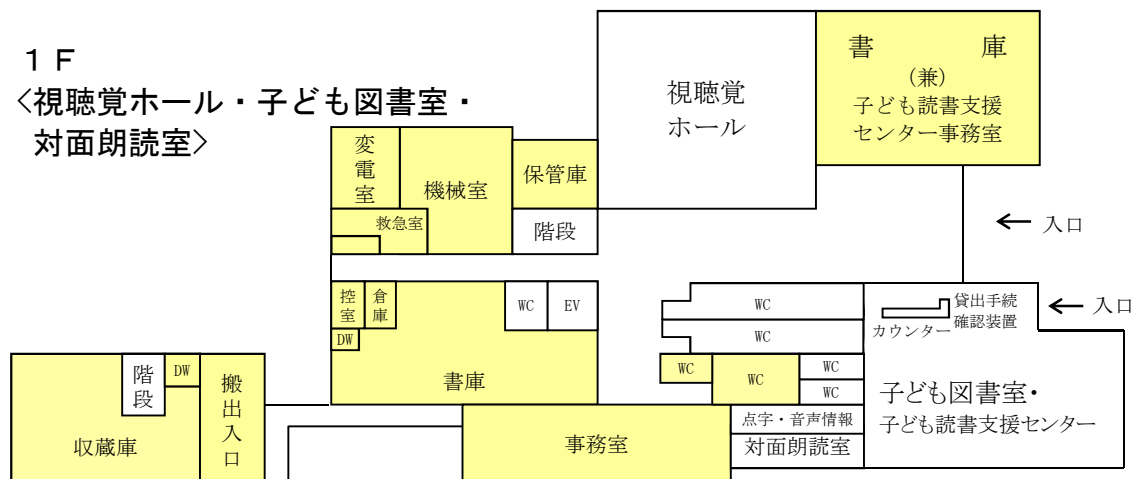 １Ｆ
<視聴覚ホール・子ども図書室・
対面朗読室>
視聴覚
ホール
書　庫
（兼）
子ども読書支援
センター事務室
変電室
機械室
保管庫
救急室
階段
← 入口
控室
倉庫
WC
EV
WC
貸出手続
確認装置
← 入口
カウンター
DW
WC
書庫
WC
WC
WC
WC
階段
DW
搬出入口
子ども図書室・
子ども読書支援センター
点字・音声情報
収蔵庫
事務室
対面朗読室